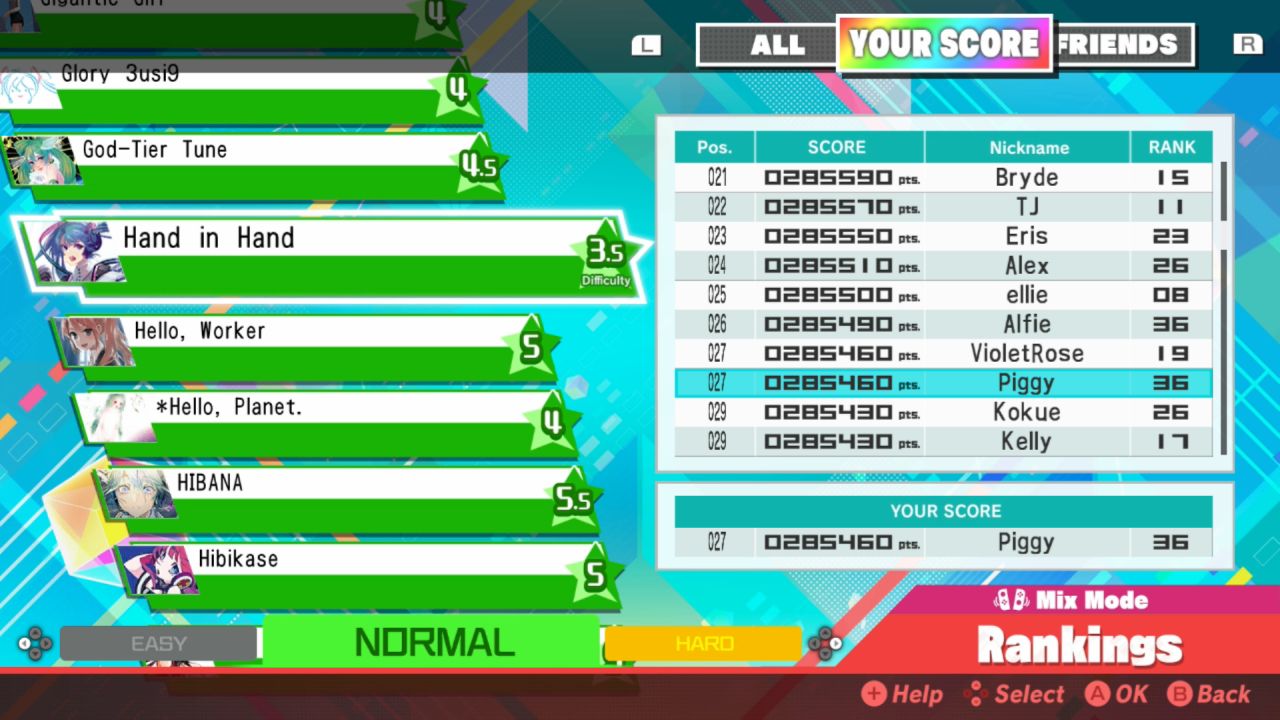 4
L
ALL
YOUR SCORE
FRIENDS
R
Glory 3usi9
4
God-Tier Tune
4.5
Hand in Hand
3.5
Difficulty
Hello, Worker
5
*Hello, Planet.
4
HIBANA
5.5
Hibikase
5
Pos. SCORE Nickname RANK
021 0285590 pts. Bryde 15
022 0285570 pts. TJ 11
023 0285550 pts. Eris 23
024 0285510 pts. Alex 26
025 0285500 pts. ellie 08
026 0285490 pts. Alfie 36
027 0285460 pts. VioletRose 19
027 0285460 pts. Piggy 36
029 0285430 pts. Kokue 26
029 0285430 pts. Kelly 17
YOUR SCORE
027 0285460 pts. Piggy 36
Mix Mode
Rankings
EASY
NORMAL
HARD
+ Help
Select
A OK
B Back